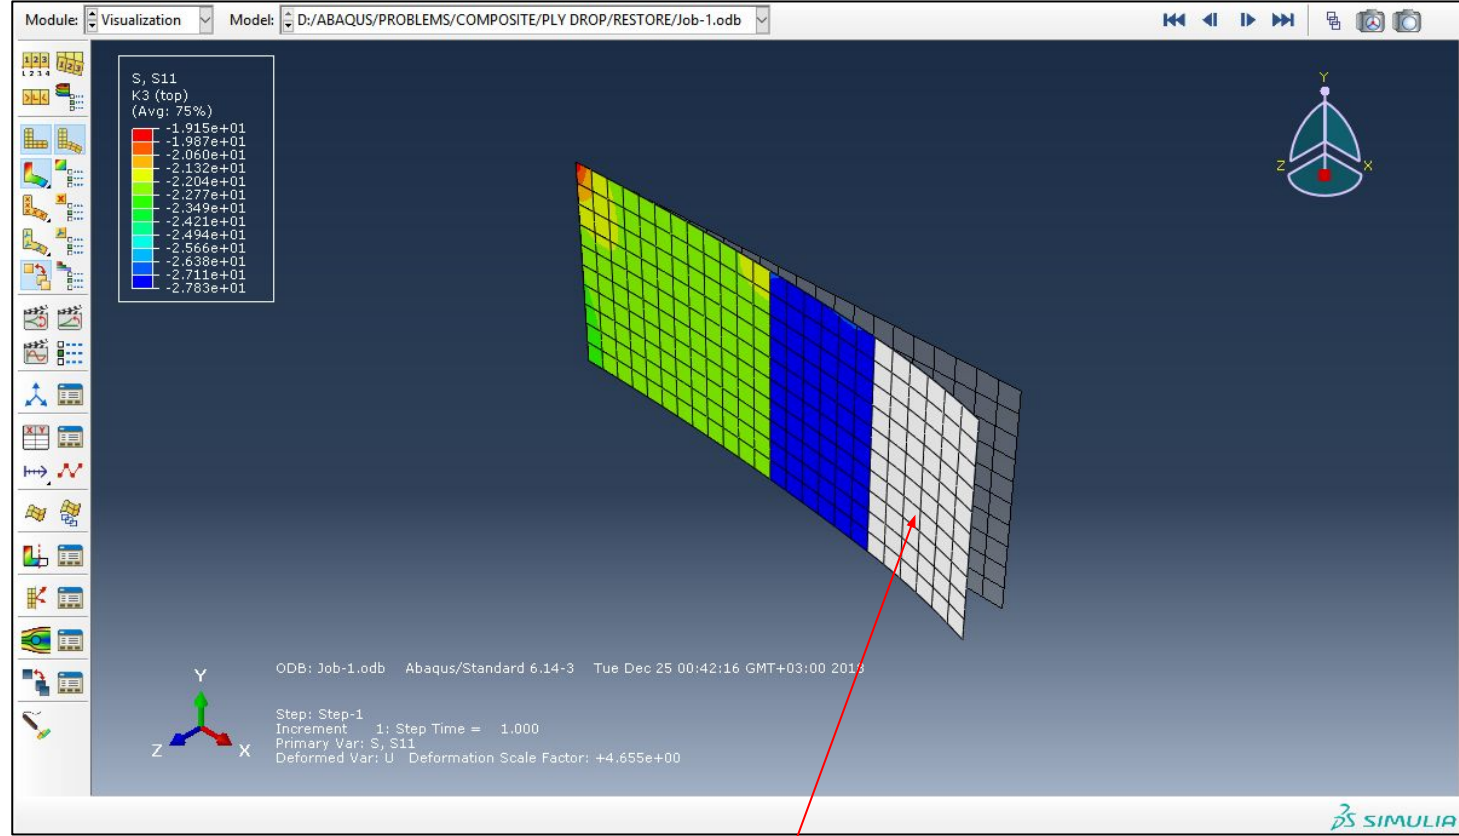 Module: Visualization Model: D:/ABAQUS/PROBLEMS/COMPOSITE/PLY DROP/RESTORE/Job-1.odb
S, S11
K3 (top)
(Avg: 75%)
-1.915e+01
-1.987e+01
-2.060e+01
-2.132e+01
-2.204e+01
-2.277e+01
-2.349e+01
-2.421e+01
-2.494e+01
-2.566e+01
-2.638e+01
-2.711e+01
-2.783e+01
Y
Z
X
ODB: Job-1.odb Abaqus/Standard 6.14-3 Tue Dec 25 00:42:16 GMT+03:00 2018
Step: Step-1
Increment 1: Step Time = 1.000
Primary Var: S, S11
Deformed Var: U Deformation Scale Factor: +4.655e+00
Y
Z
X
SIMULIA